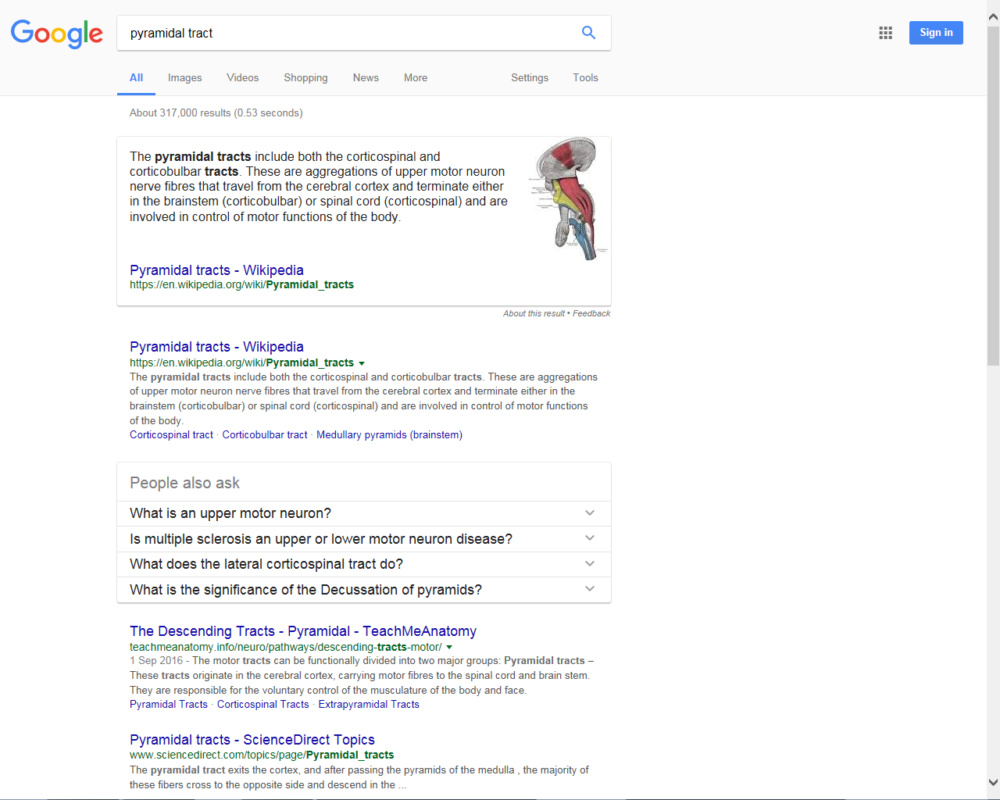 Google
pyramidal tract
Sign in
All Images Videos Shopping News More Settings Tools
About 317,000 results (0.53 seconds)
The pyramidal tracts include both the corticospinal and
corticobulbar tracts. These are aggregations of upper motor neuron
nerve fibres that travel from the cerebral cortex and terminate either
in the brainstem (corticobulbar) or spinal cord (corticospinal) and are
involved in control of motor functions of the body.
Pyramidal tracts - Wikipedia
https://en.wikipedia.org/wiki/Pyramidal_tracts
About this result • Feedback
Pyramidal tracts - Wikipedia
https://en.wikipedia.org/wiki/Pyramidal_tracts
The pyramidal tracts include both the corticospinal and corticobulbar tracts. These are aggregations
of upper motor neuron nerve fibres that travel from the cerebral cortex and terminate either in the
brainstem (corticobulbar) or spinal cord (corticospinal) and are involved in control of motor functions
of the body.
Corticospinal tract · Corticobulbar tract · Medullary pyramids (brainstem)
People also ask
What is an upper motor neuron?
Is multiple sclerosis an upper or lower motor neuron disease?
What does the lateral corticospinal tract do?
What is the significance of the Decussation of pyramids?
The Descending Tracts - Pyramidal - TeachMeAnatomy
teachmeanatomy.info/neuro/pathways/descending-tracts-motor/
1 Sep 2016 - The motor tracts can be functionally divided into two major groups: Pyramidal tracts –
These tracts originate in the cerebral cortex, carrying motor fibres to the spinal cord and brain stem.
They are responsible for the voluntary control of the musculature of the body and face.
Pyramidal Tracts · Corticospinal Tracts · Extrapyramidal Tracts
Pyramidal tracts - ScienceDirect Topics
www.sciencedirect.com/topics/page/Pyramidal_tracts
The pyramidal tract exits the cortex, and after passing the pyramids of the medulla , the majority of
these fibers cross to the opposite side and descend in the ...